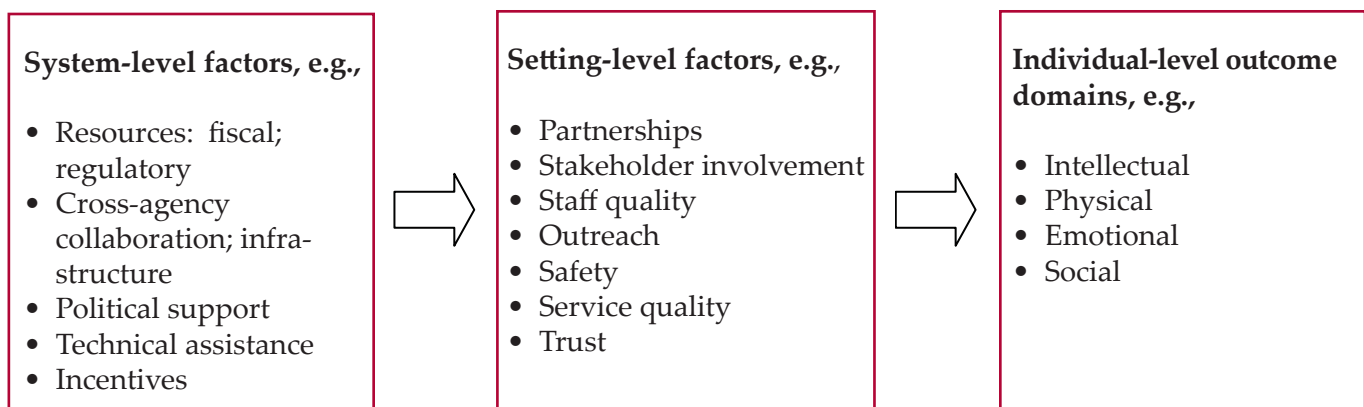 System-level factors, e.g.,
• Resources:  fiscal;
regulatory
• Cross-agency
collaboration; infra-
structure
• Political support
• Technical assistance
• Incentives
Setting-level factors, e.g.,
• Partnerships
• Stakeholder involvement
• Staff quality
• Outreach
• Safety
• Service quality
• Trust
Individual-level outcome
domains, e.g.,
• Intellectual
• Physical
• Emotional
• Social